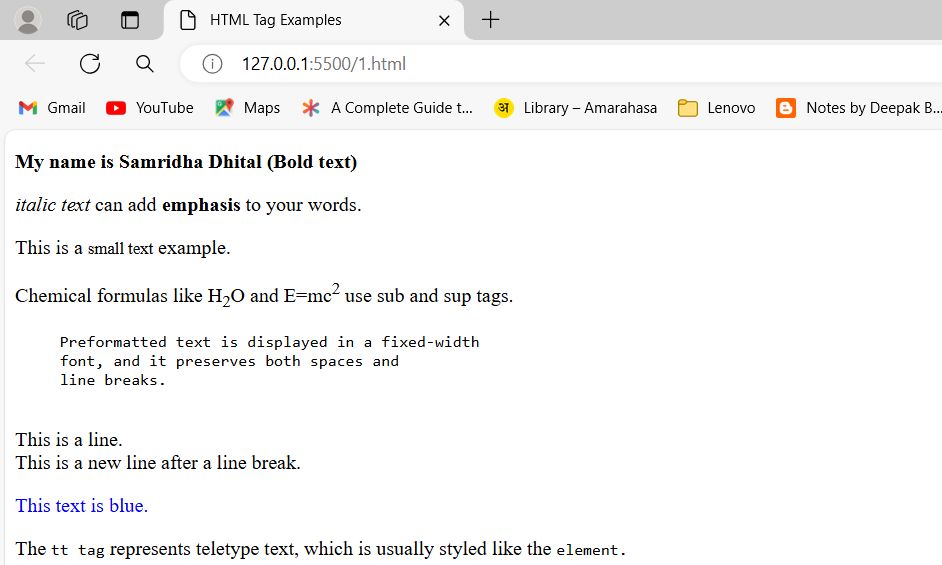 HTML Tag Examples
127.0.0.1:5500/1.html
Gmail YouTube Maps A Complete Guide t... अ Library – Amarahasa Lenovo Notes by Deepak B...
My name is Samridha Dhital (Bold text)
italic text can add emphasis to your words.
This is a small text example.
Chemical formulas like H₂O and E=mc² use sub and sup tags.
Preformatted text is displayed in a fixed-width
font, and it preserves both spaces and
line breaks.
This is a line.
This is a new line after a line break.
This text is blue.
The tt tag represents teletype text, which is usually styled like the element.